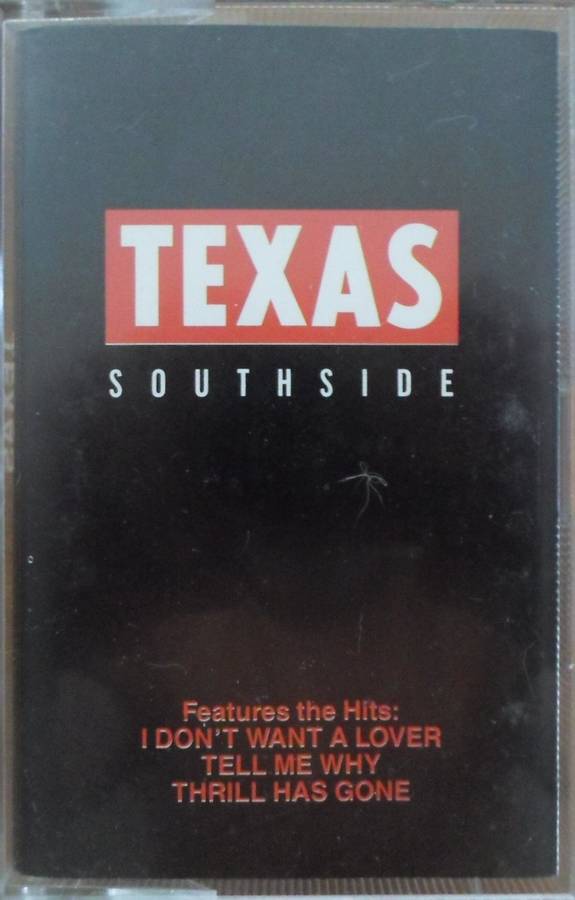 TEXAS
SOUTHSIDE
Features the Hits:
I DON'T WANT A LOVER
TELL ME WHY
THRILL HAS GONE